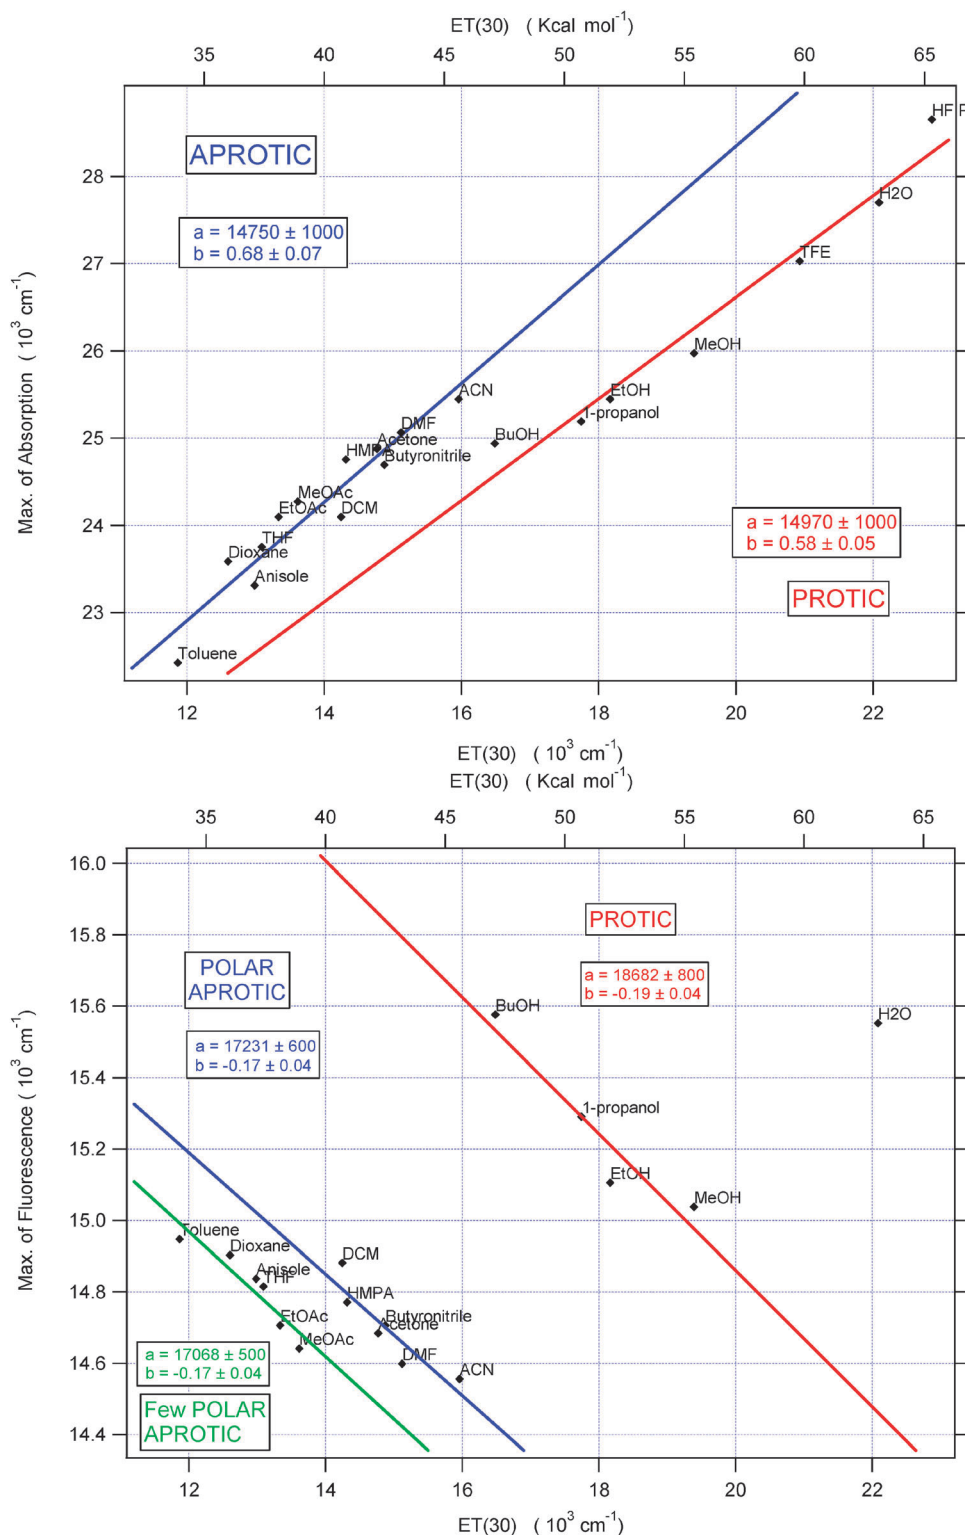 ET(30) ( Kcal mol-1)
35 40 45 50 55 60 65
APROTIC
a = 14750 ± 1000
b = 0.68 ± 0.07
HFIP
28
H2O
27
TFE
26
MeOH
ACN
EtOH
1-propanol
DMF
25
Acetone
BuOH
HMPA
Butyronitrile
MeOAc
EtOAc
DCM
24
THF
Dioxane
Anisole
23
Toluene
a = 14970 ± 1000
b = 0.58 ± 0.05
PROTIC
Max. of Absorption ( 10³ cm-1)
12 14 16 18 20 22
ET(30) ( 10³ cm-1)
ET(30) ( Kcal mol-1)
35 40 45 50 55 60 65
16.0
15.8
15.6
15.4
15.2
15.0
14.8
14.6
14.4
Max. of Fluorescence ( 10³ cm-1)
PROTIC
a = 18682 ± 800
b = -0.19 ± 0.04
POLAR
APROTIC
a = 17231 ± 600
b = -0.17 ± 0.04
BuOH
H2O
1-propanol
EtOH
MeOH
Toluene
Dioxane
DCM
Anisole
THF
HMPA
EtOAc
Butyronitrile
Acetone
MeOAc
DMF
ACN
a = 17068 ± 500
b = -0.17 ± 0.04
Few POLAR
APROTIC
12 14 16 18 20 22
ET(30) ( 10³ cm-1)